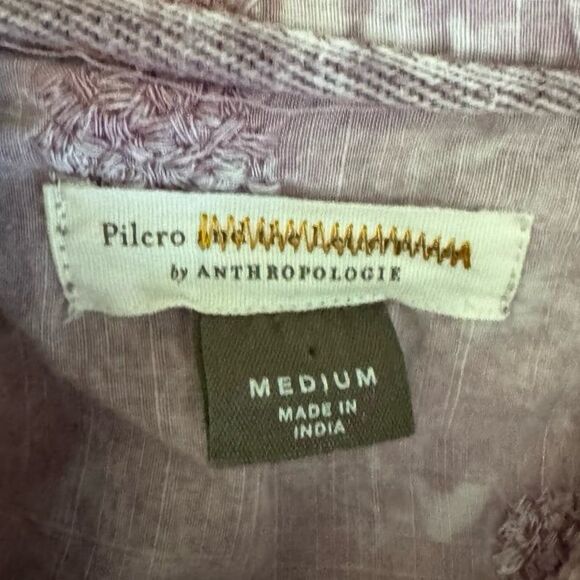 Pilcro
by ANTHROPOLOGIE
MEDIUM
MADE IN
INDIA